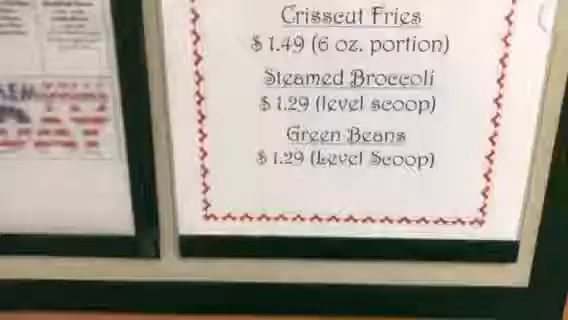 Crisscut Fries
$1.49 (6 oz. portion)
Steamed Broccoli
$1.29 (level scoop)
Green Beans
$1.29 (Level Scoop)